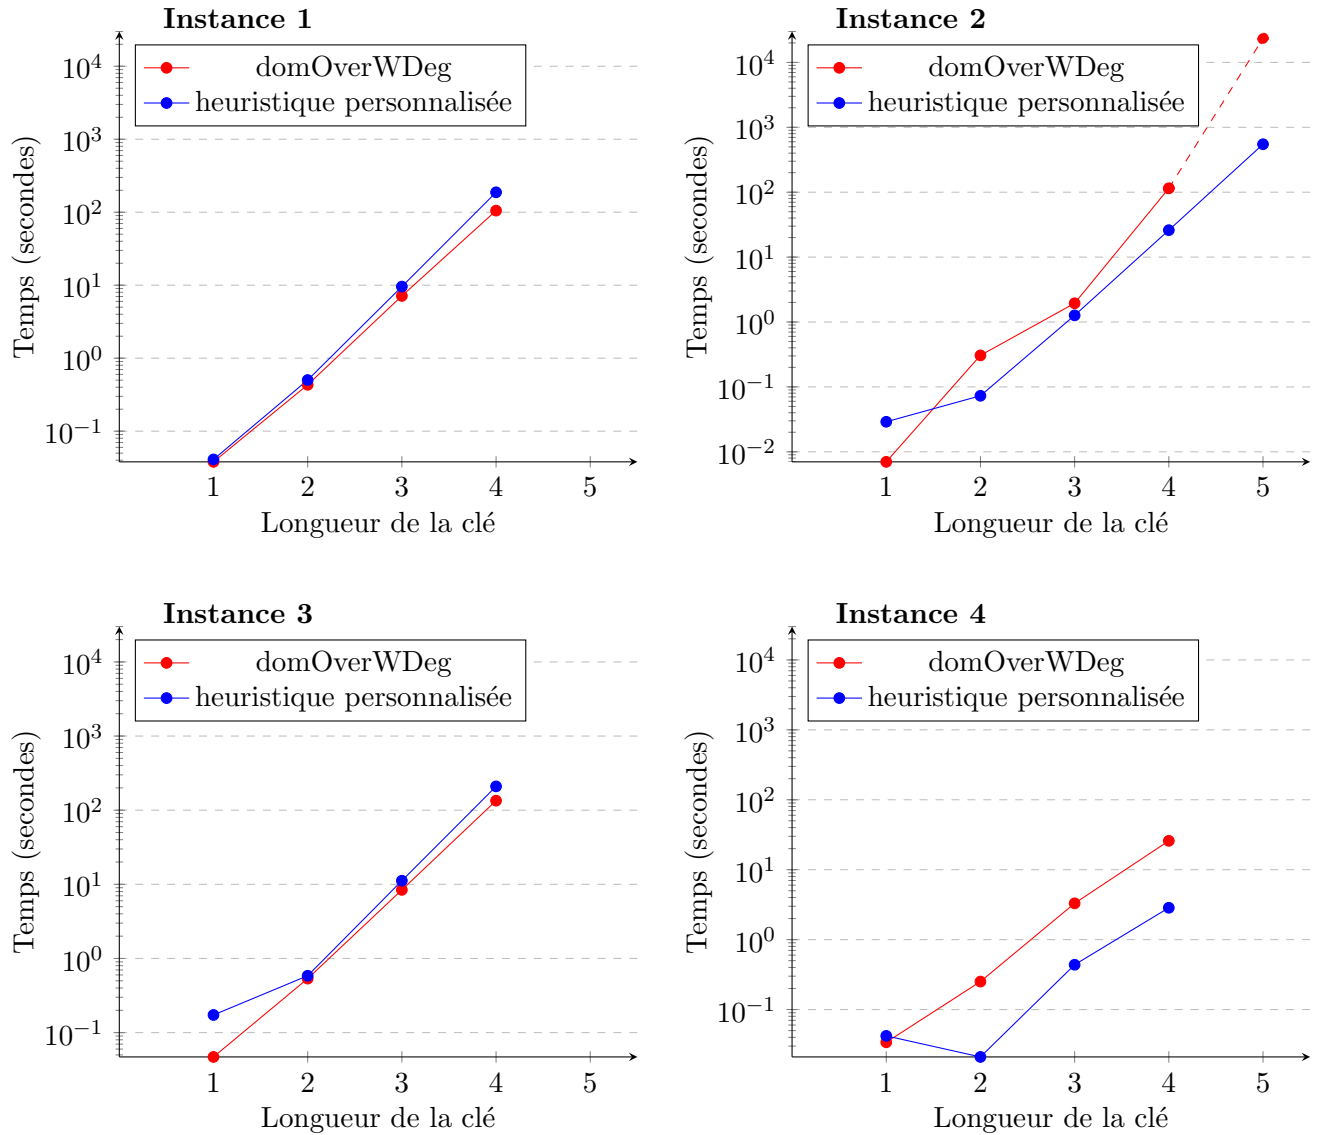 Instance 1
domOverWDeg
heuristique personnalisée
10^4
10^3
10^2
10^1
10^0
10^−1
Temps (secondes)
1 2 3 4 5
Longueur de la clé
Instance 2
domOverWDeg
heuristique personnalisée
10^4
10^3
10^2
10^1
10^0
10^−1
10^−2
Temps (secondes)
1 2 3 4 5
Longueur de la clé
Instance 3
domOverWDeg
heuristique personnalisée
10^4
10^3
10^2
10^1
10^0
10^−1
Temps (secondes)
1 2 3 4 5
Longueur de la clé
Instance 4
domOverWDeg
heuristique personnalisée
10^4
10^3
10^2
10^1
10^0
10^−1
Temps (secondes)
1 2 3 4 5
Longueur de la clé